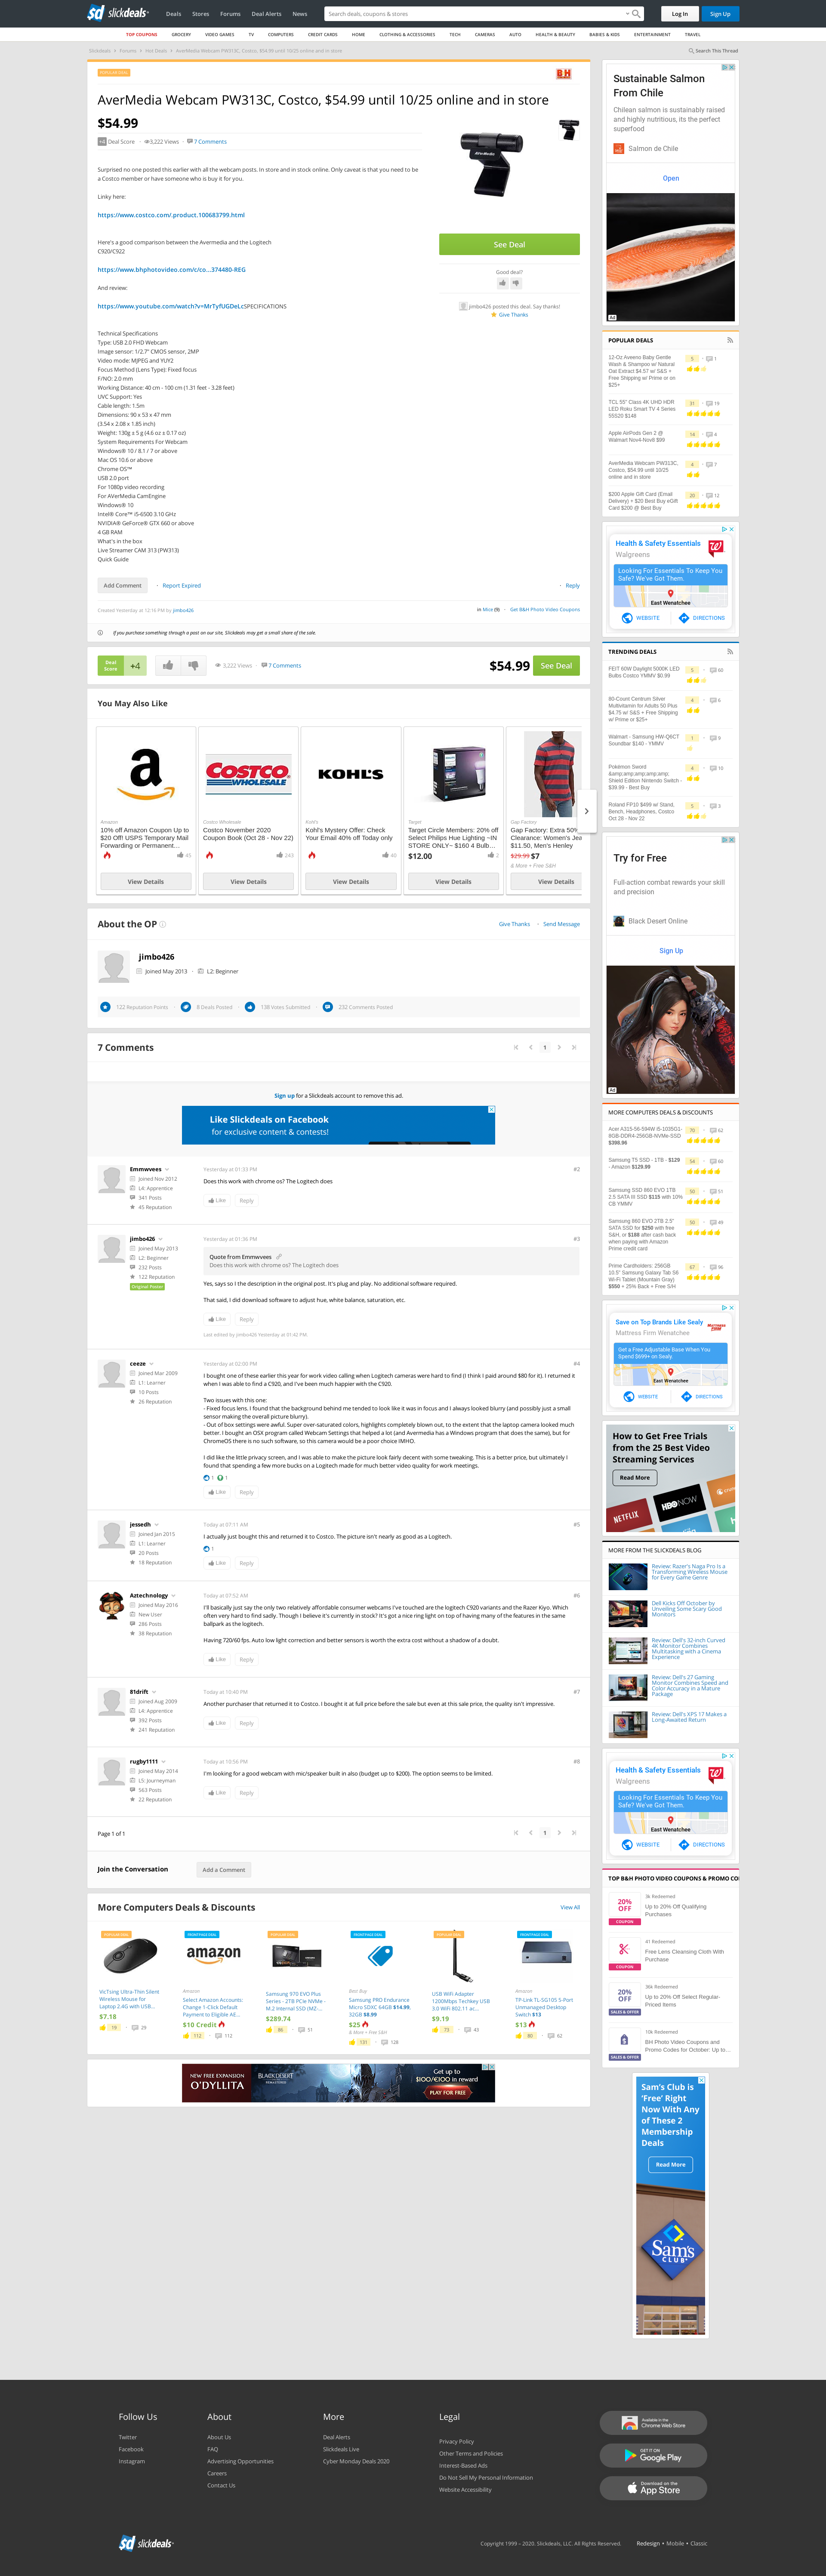 slickdeals
Deals Stores Forums Deal Alerts News
Search deals, coupons & stores
Log In Sign Up
TOP COUPONS GROCERY VIDEO GAMES TV COMPUTERS CREDIT CARDS HOME CLOTHING & ACCESSORIES TECH CAMERAS AUTO HEALTH & BEAUTY BABIES & KIDS ENTERTAINMENT TRAVEL
Slickdeals Forums Hot Deals AverMedia Webcam PW313C, Costco, $54.99 until 10/25 online and in store
Search This Thread
POPULAR DEAL
AverMedia Webcam PW313C, Costco, $54.99 until 10/25 online and in store
$54.99
+4 Deal Score 3,222 Views 7 Comments
Surprised no one posted this earlier with all the webcam posts. In store and in stock online. Only caveat is that you need to be
a Costco member or have someone who is buy it for you.
Linky here:
https://www.costco.com/.product.100683799.html
Here's a good comparison between the Avermedia and the Logitech
C920/C922
https://www.bhphotovideo.com/c/co...374480-REG
And review:
https://www.youtube.com/watch?v=MrTyfUGDeLcSPECIFICATIONS
Technical Specifications
Type: USB 2.0 FHD Webcam
Image sensor: 1/2.7" CMOS sensor, 2MP
Video mode: MJPEG and YUY2
Focus Method (Lens Type): Fixed focus
F/NO: 2.0 mm
Working Distance: 40 cm - 100 cm (1.31 feet - 3.28 feet)
UVC Support: Yes
Cable length: 1.5m
Dimensions: 90 x 53 x 47 mm
(3.54 x 2.08 x 1.85 inch)
Weight: 130g ± 5 g (4.6 oz ± 0.17 oz)
System Requirements For Webcam
Windows® 10 / 8.1 / 7 or above
Mac OS 10.6 or above
Chrome OS™
USB 2.0 port
For 1080p video recording
For AVerMedia CamEngine
Windows® 10
Intel® Core™ i5-6500 3.10 GHz
NVIDIA® GeForce® GTX 660 or above
4 GB RAM
What's in the box
Live Streamer CAM 313 (PW313)
Quick Guide
See Deal
Good deal?
jimbo426 posted this deal. Say thanks!
Give Thanks
Add Comment Report Expired Reply
Created Yesterday at 12:10 PM by jimbo426
in Mice (9) Get B&H Photo Video Coupons
If you purchase something through a post on our site, Slickdeals may get a small share of the sale.
Deal Score +4 3,222 Views 7 Comments $54.99 See Deal
You May Also Like
Amazon
10% off Amazon Coupon Up to
$20 Off! USPS Temporary Mail
Forwarding or Permanent...
45
View Details
Costco Wholesale
Costco November 2020
Coupon Book (Oct 28 - Nov 22)
243
View Details
Kohl's
Kohl's Mystery Offer: Check
Your Email 40% off Today only
40
View Details
Target
Target Circle Members: 20% off
Select Philips Hue Lighting ~IN
STORE ONLY~ $160 4 Bulb...
$12.00 2
View Details
Gap Factory
Gap Factory: Extra 50%
Clearance: Women's Jea
$11.50, Men's Henley
$29.99 $7
& More + Free S&H
View Details
About the OP
Give Thanks Send Message
jimbo426
Joined May 2013 L2: Beginner
122 Reputation Points 8 Deals Posted 138 Votes Submitted 232 Comments Posted
7 Comments
1
Sign up for a Slickdeals account to remove this ad.
Like Slickdeals on Facebook
for exclusive content & contests!
Emmwvees
Joined Nov 2012
L4: Apprentice
341 Posts
45 Reputation
Yesterday at 01:33 PM #2
Does this work with chrome os? The Logitech does
Like Reply
jimbo426
Joined May 2013
L2: Beginner
232 Posts
122 Reputation
Original Poster
Yesterday at 01:36 PM #3
Quote from Emmwvees
Does this work with chrome os? The Logitech does
Yes, says so I the description in the original post. It's plug and play. No additional software required.
That said, I did download software to adjust hue, white balance, saturation, etc.
Like Reply
Last edited by jimbo426 Yesterday at 01:42 PM.
ceeze
Joined Mar 2009
L1: Learner
10 Posts
26 Reputation
Yesterday at 02:00 PM #4
I bought one of these earlier this year for work video calling when Logitech cameras were hard to find (I think I paid around $80 for it). I returned it
when I was able to find a C920, and I've been much happier with the C920.
Two issues with this one:
- Fixed focus lens. I found that the background behind me tended to look like it was in focus and I always looked blurry (and possibly just a small
sensor making the overall picture blurry).
- Out of box settings were awful. Super over-saturated colors, highlights completely blown out, to the extent that the laptop camera looked much
better. I bought an OSX program called Webcam Settings that helped a lot (and Avermedia has a Windows program that does the same), but for
ChromeOS there is no such software, so this camera would be a poor choice IMHO.
I did like the little privacy screen, and I was able to make the picture look fairly decent with some tweaking. This is a better price, but ultimately I
found that spending a few more bucks on a Logitech made for much better video quality for work meetings.
1 1
Like Reply
jessedh
Joined Jan 2015
L1: Learner
20 Posts
18 Reputation
Today at 07:11 AM #5
I actually just bought this and returned it to Costco. The picture isn't nearly as good as a Logitech.
1
Like Reply
Aztechnology
Joined May 2016
New User
286 Posts
38 Reputation
Today at 07:52 AM #6
I'll basically just say the only two relatively affordable consumer webcams I've touched are the logitech C920 variants and the Razer Kiyo. Which
often very hard to find sadly. Though I believe it's currently in stock? It's got a nice ring light on top of having many of the features in the same
ballpark as the logitech.
Having 720/60 fps. Auto low light correction and better sensors is worth the extra cost without a shadow of a doubt.
Like Reply
81drift
Joined Aug 2009
L4: Apprentice
392 Posts
241 Reputation
Today at 10:40 PM #7
Another purchaser that returned it to Costco. I bought it at full price before the sale but even at this sale price, the quality isn't impressive.
Like Reply
rugby1111
Joined May 2014
L5: Journeyman
563 Posts
22 Reputation
Today at 10:56 PM #8
I'm looking for a good webcam with mic/speaker built in also (budget up to $200). The option seems to be limited.
Like Reply
Page 1 of 1 1
Join the Conversation Add a Comment
More Computers Deals & Discounts View All
POPULAR DEAL
VicTsing Ultra-Thin Silent
Wireless Mouse for
Laptop 2.4G with USB...
$7.18
19 29
FRONTPAGE DEAL
Amazon
Select Amazon Accounts:
Change 1-Click Default
Payment to Eligible AE...
$10 Credit
112 112
POPULAR DEAL
Samsung 970 EVO Plus
Series - 2TB PCIe NVMe -
M.2 Internal SSD (MZ-...
$289.74
86 51
FRONTPAGE DEAL
Best Buy
Samsung PRO Endurance
Micro SDXC 64GB $14.99,
32GB $8.99
$25
& More + Free S&H
131 128
POPULAR DEAL
USB WiFi Adapter
1200Mbps Techkey USB
3.0 WiFi 802.11 ac...
$9.19
73 43
FRONTPAGE DEAL
Amazon
TP-Link TL-SG105 5-Port
Unmanaged Desktop
Switch $13
$13
80 62
NEW FREE EXPANSION
O'DYLLITA
BLACK DESERT
Get up to
$100 in rewards!
PLAY FOR FREE
Sustainable Salmon
From Chile
Chilean salmon is sustainably raised
and highly nutritious, its the perfect
superfood
Salmon de Chile
Open
Ad
POPULAR DEALS
12-Oz Aveeno Baby Gentle
Wash & Shampoo w/ Natural
Oat Extract $4.57 w/ S&S +
Free Shipping w/ Prime or on
$25+
5 1
TCL 55" Class 4K UHD HDR
LED Roku Smart TV 4 Series
55S20 $148
31 19
Apple AirPods Gen 2 @
Walmart Nov4-Nov8 $99
14 4
AverMedia Webcam PW313C,
Costco, $54.99 until 10/25
online and in store
4 7
$200 Apple Gift Card (Email
Delivery) + $20 Best Buy eGift
Card $200 @ Best Buy
20 12
Health & Safety Essentials
Walgreens
Looking For Essentials To Keep You
Safe? We've Got Them.
East Wenatchee
WEBSITE DIRECTIONS
TRENDING DEALS
FEIT 60W Daylight 5000K LED
Bulbs Costco YMMV $0.99
5 60
80-Count Centrum Silver
Multivitamin for Adults 50 Plus
$4.75 w/ S&S + Free Shipping
w/ Prime or $25+
4 6
Walmart - Samsung HW-Q6CT
Soundbar $140 - YMMV
1 9
Pokémon Sword
&amp;amp;amp;amp;amp;
Shield Edition Nintendo Switch -
$39.99 - Best Buy
4 10
Roland FP10 $499 w/ Stand,
Bench, Headphones, Costco
Oct 28 - Nov 22
5 3
Try for Free
Full-action combat rewards your skill
and precision
Black Desert Online
Sign Up
Ad
MORE COMPUTERS DEALS & DISCOUNTS
Acer A315-56-594W i5-1035G1-
8GB-DDR4-256GB-NVMe-SSD
$398.96
70 62
Samsung T5 SSD - 1TB - $129
- Amazon $129.99
54 60
Samsung SSD 860 EVO 1TB
2.5 SATA III SSD $115 with 10%
CB YMMV
50 51
Samsung 860 EVO 2TB 2.5"
SATA SSD for $250 with free
S&H, or $188 after cash back
when paying with Amazon
Prime credit card
50 49
Prime Cardholders: 256GB
10.5" Samsung Galaxy Tab S6
Wi-Fi Tablet (Mountain Gray)
$550 + 25% Back + Free S/H
67 96
Save on Top Brands Like Sealy
Mattress Firm Wenatchee
Get a Free Adjustable Base When You
Spend $699+ on Sealy.
East Wenatchee
WEBSITE DIRECTIONS
How to Get Free Trials
from the 25 Best Video
Streaming Services
Read More
NETFLIX HBO NOW
MORE FROM THE SLICKDEALS BLOG
Review: Razer's Naga Pro Is a
Transforming Wireless Mouse
for Every Game Genre
Dell Kicks Off October by
Unveiling Some Scary Good
Monitors
Review: Dell's 32-inch Curved
4K Monitor Combines
Multitasking with a Cinema
Experience
Review: Dell's 27 Gaming
Monitor Combines Speed and
Color Accuracy in a Mature
Package
Review: Dell's XPS 17 Makes a
Long-Awaited Return
Health & Safety Essentials
Walgreens
Looking For Essentials To Keep You
Safe? We've Got Them.
East Wenatchee
WEBSITE DIRECTIONS
TOP B&H PHOTO VIDEO COUPONS & PROMO CO
20% OFF
COUPON
3k Redeemed
Up to 20% Off Qualifying
Purchases
COUPON
41 Redeemed
Free Lens Cleansing Cloth With
Purchase
20% OFF
SALES & OFFER
36k Redeemed
Up to 20% Off Select Regular-
Priced Items
SALES & OFFER
10k Redeemed
BH Photo Video Coupons and
Promo Codes for October: Up to...
Sam's Club is
'Free' Right
Now With Any
of These 2
Membership
Deals
Read More
Sam's CLUB
Follow Us
Twitter
Facebook
Instagram
About
About Us
FAQ
Advertising Opportunities
Careers
Contact Us
More
Deal Alerts
Slickdeals Live
Cyber Monday Deals 2020
Legal
Privacy Policy
Other Terms and Policies
Interest-Based Ads
Do Not Sell My Personal Information
Website Accessibility
Available in the
Chrome Web Store
GET IT ON
Google Play
Download on the
App Store
slickdeals
Copyright 1999 – 2020. Slickdeals, LLC. All Rights Reserved. Redesign • Mobile • Classic